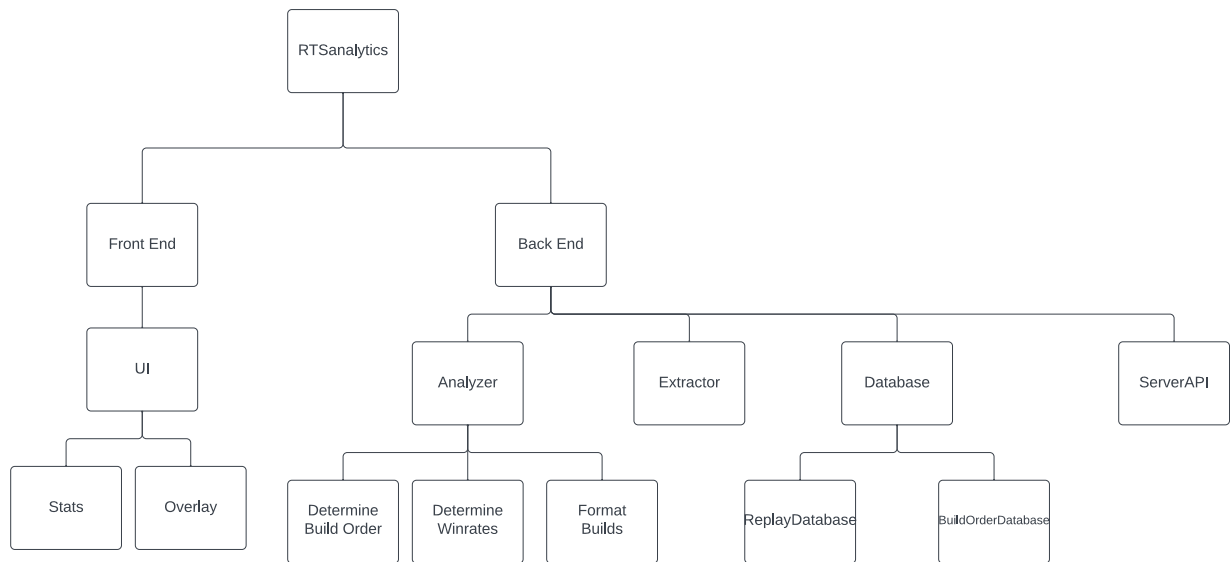 RTSanalytics
Front End
Back End
UI
Analyzer
Extractor
Database
ServerAPI
Stats
Overlay
Determine
Build Order
Determine
Winrates
Format
Builds
ReplayDatabase
BuildOrderDatabase